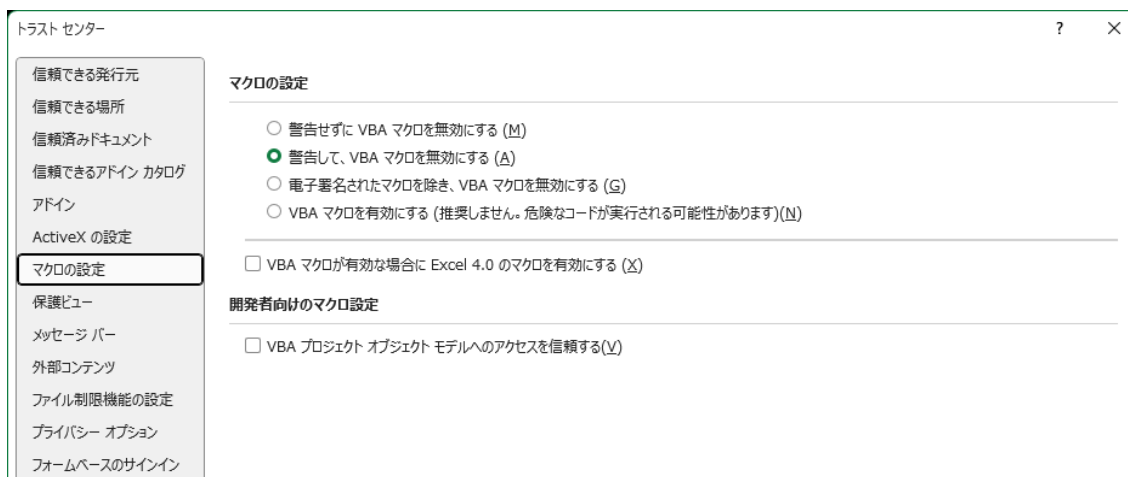 トラスト センター
? ×
信頼できる発行元
信頼できる場所
信頼済みドキュメント
信頼できるアドイン カタログ
アドイン
ActiveX の設定
マクロの設定
保護ビュー
メッセージ バー
外部コンテンツ
ファイル制限機能の設定
プライバシー オプション
フォームベースのサインイン
マクロの設定
警告せずに VBA マクロを無効にする (M)
警告して、VBA マクロを無効にする (A)
電子署名されたマクロを除き、VBA マクロを無効にする (G)
VBA マクロを有効にする (推奨しません。危険なコードが実行される可能性があります)(N)
VBA マクロが有効な場合に Excel 4.0 のマクロを有効にする (X)
開発者向けのマクロ設定
VBA プロジェクト オブジェクト モデルへのアクセスを信頼する(V)